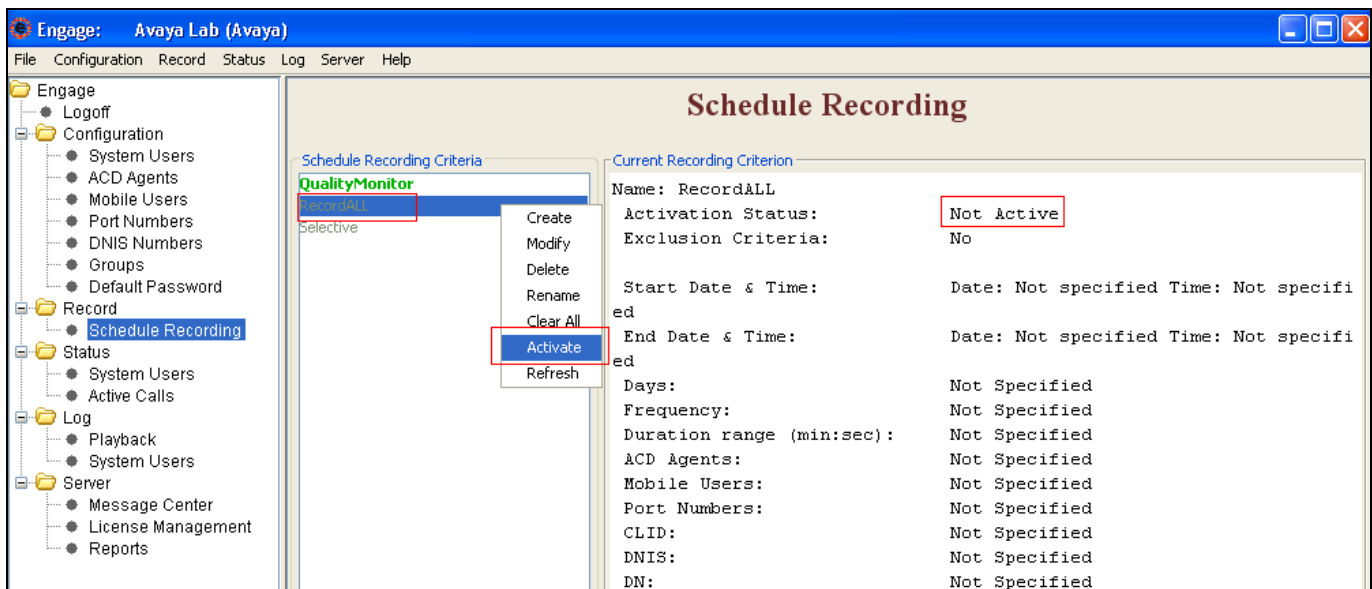 Engage: Avaya Lab (Avaya)
File Configuration Record Status Log Server Help
Engage
Logoff
Configuration
System Users
ACD Agents
Mobile Users
Port Numbers
DNIS Numbers
Groups
Default Password
Record
Schedule Recording
Status
System Users
Active Calls
Log
Playback
System Users
Server
Message Center
License Management
Reports
Schedule Recording
Schedule Recording Criteria
QualityMonitor
RecordALL
Selective
Create
Modify
Delete
Rename
Clear All
Activate
Refresh
Current Recording Criterion
Name: RecordALL
Activation Status: Not Active
Exclusion Criteria: No
Start Date & Time: Date: Not specified Time: Not specifi
ed
End Date & Time: Date: Not specified Time: Not specifi
ed
Days: Not Specified
Frequency: Not Specified
Duration range (min:sec): Not Specified
ACD Agents: Not Specified
Mobile Users: Not Specified
Port Numbers: Not Specified
CLID: Not Specified
DNIS: Not Specified
DN: Not Specified